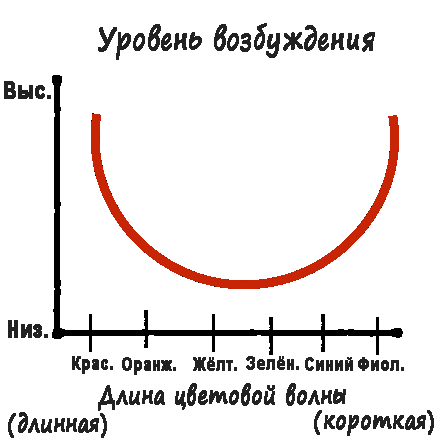 Уровень возбуждения
Выс.
Низ.
Крас. Оранж. Жёлт. Зелён. Синий Фиол.
Длина цветовой волны
(длинная) (короткая)